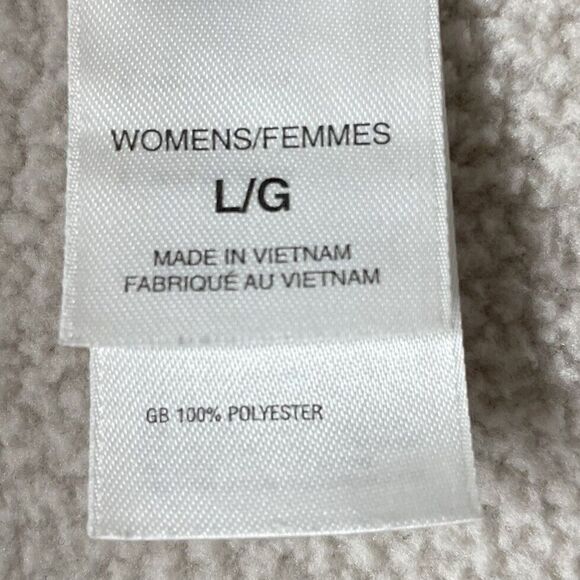 WOMENS/FEMMES
L/G
MADE IN VIETNAM
FABRIQUÉ AU VIETNAM
GB 100% POLYESTER